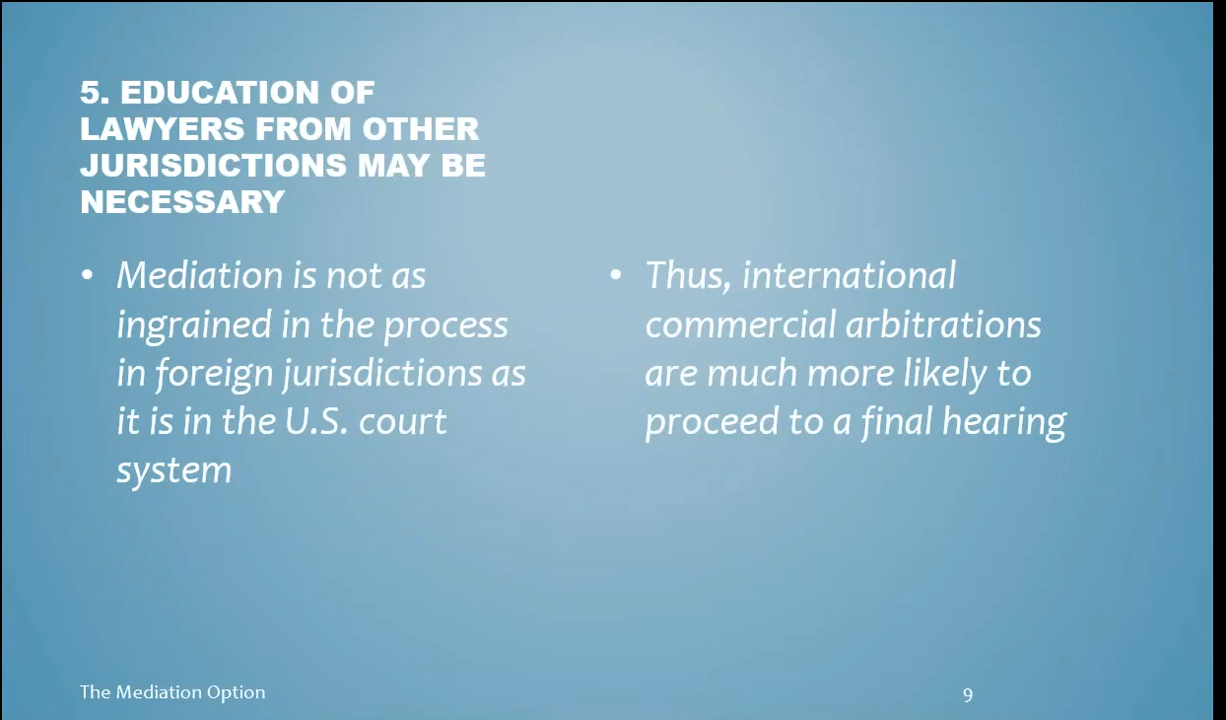 5. EDUCATION OF
LAWYERS FROM OTHER
JURISDICTIONS MAY BE
NECESSARY
• Mediation is not as
ingrained in the process
in foreign jurisdictions as
it is in the U.S. court
system
• Thus, international
commercial arbitrations
are much more likely to
proceed to a final hearing
The Mediation Option
9